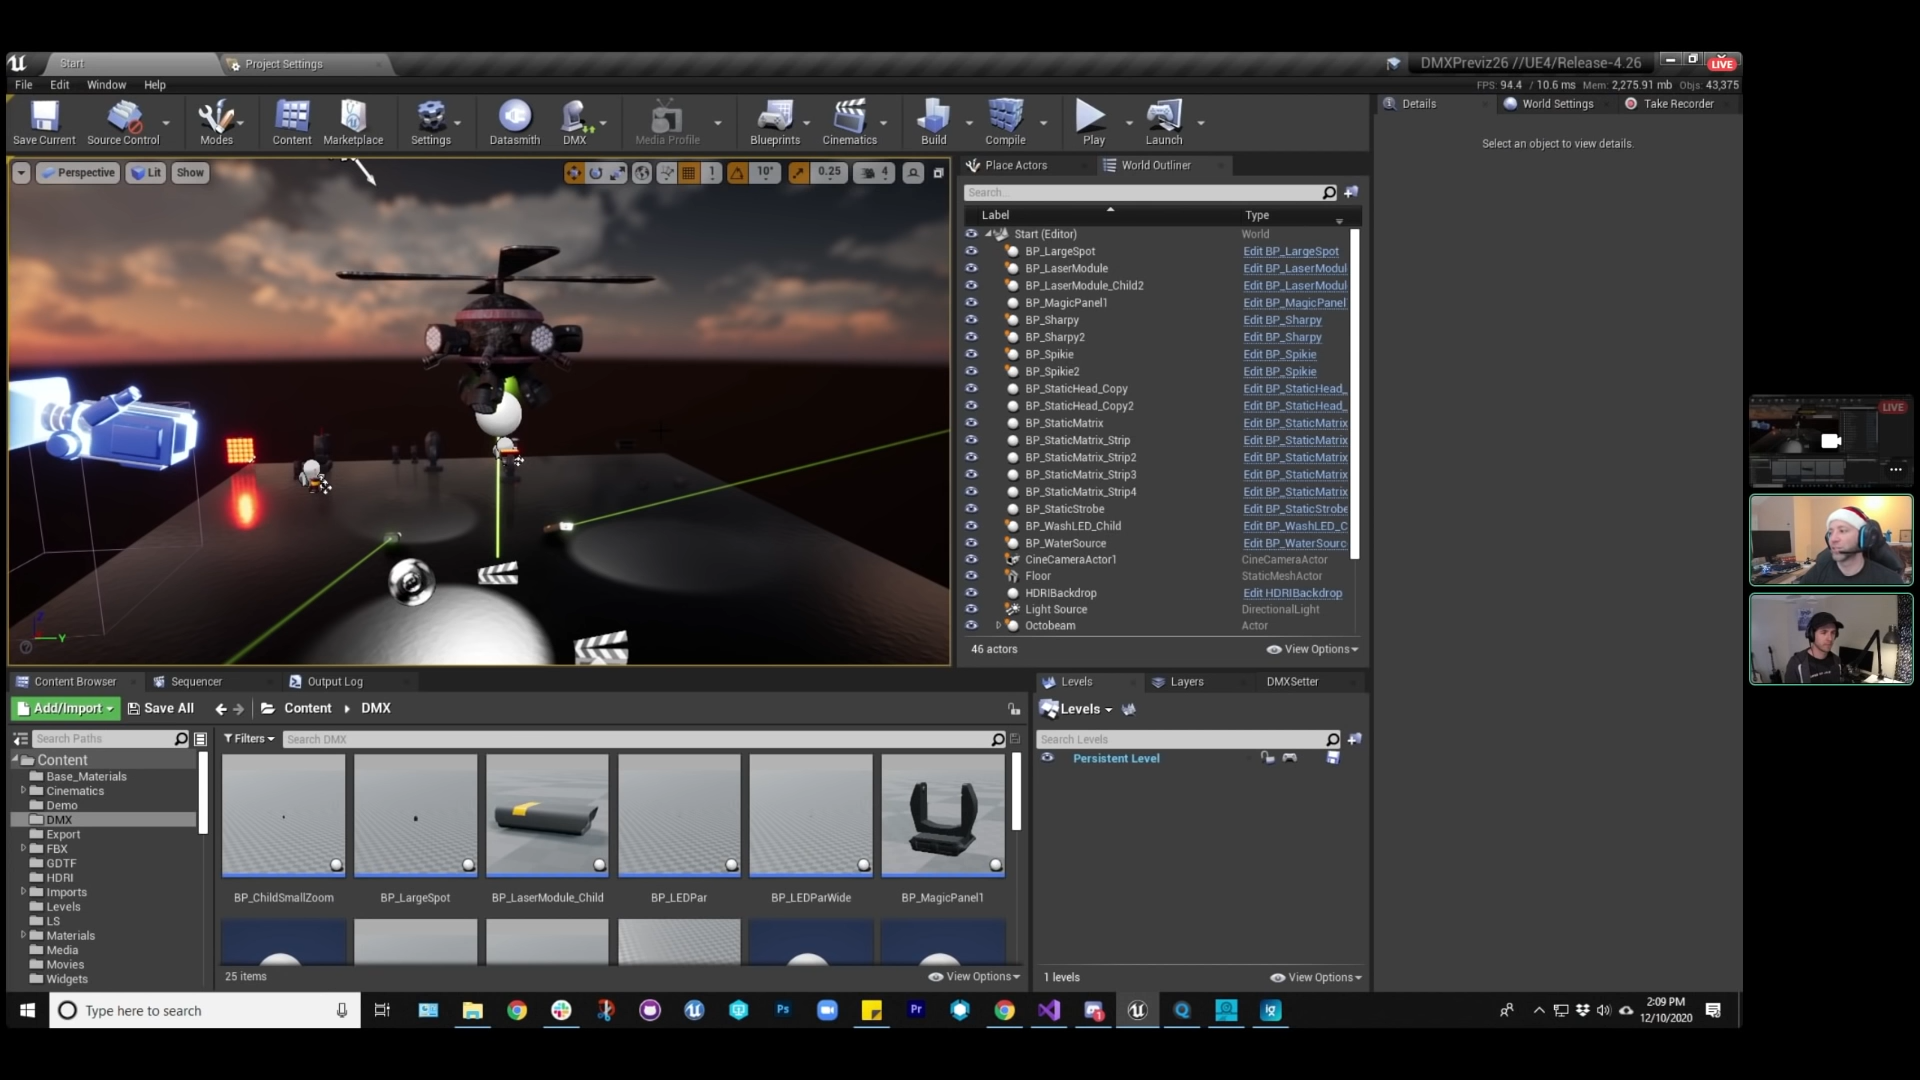 Start
Project Settings
DMXPreviz26 //UE4/Release-4.26
LIVE
File Edit Window Help
FPS: 94.4 / 10.6 ms Mem: 2,275.91 mb Objs: 43,375
Save Current
Source Control
Modes
Content
Marketplace
Settings
Datasmith
DMX
Media Profile
Blueprints
Cinematics
Build
Compile
Play
Launch
Details
World Settings
Take Recorder
Select an object to view details.
Perspective
Lit
Show
1
10°
0.25
4
Y
Place Actors
World Outliner
Search...
Label Type
Start (Editor) World
BP_LargeSpot Edit BP_LargeSpot
BP_LaserModule Edit BP_LaserModul
BP_LaserModule_Child2 Edit BP_LaserModul
BP_MagicPanel1 Edit BP_MagicPanel
BP_Sharpy Edit BP_Sharpy
BP_Sharpy2 Edit BP_Sharpy
BP_Spikie Edit BP_Spikie
BP_Spikie2 Edit BP_Spikie
BP_StaticHead_Copy Edit BP_StaticHead_
BP_StaticHead_Copy2 Edit BP_StaticHead_
BP_StaticMatrix Edit BP_StaticMatrix
BP_StaticMatrix_Strip Edit BP_StaticMatrix
BP_StaticMatrix_Strip2 Edit BP_StaticMatrix
BP_StaticMatrix_Strip3 Edit BP_StaticMatrix
BP_StaticMatrix_Strip4 Edit BP_StaticMatrix
BP_StaticStrobe Edit BP_StaticStrobe
BP_WashLED_Child Edit BP_WashLED_C
BP_WaterSource Edit BP_WaterSourc
CineCameraActor1 CineCameraActor
Floor StaticMeshActor
HDRIBackdrop Edit HDRIBackdrop
Light Source DirectionalLight
Octobeam Actor
46 actors
View Options
LIVE
Content Browser
Sequencer
Output Log
Add/Import
Save All
Content
DMX
Search Paths
Filters
Search DMX
Content
Base_Materials
Cinematics
Demo
DMX
Export
FBX
GDTF
HDRI
Imports
Levels
LS
Materials
Media
Movies
Widgets
BP_ChildSmallZoom
BP_LargeSpot
BP_LaserModule_Child
BP_LEDPar
BP_LEDParWide
BP_MagicPanel1
25 items
View Options
Levels
Layers
DMXSetter
Levels
Search Levels
Persistent Level
1 levels
View Options
Type here to search
Ps
Pr
2:09 PM
12/10/2020